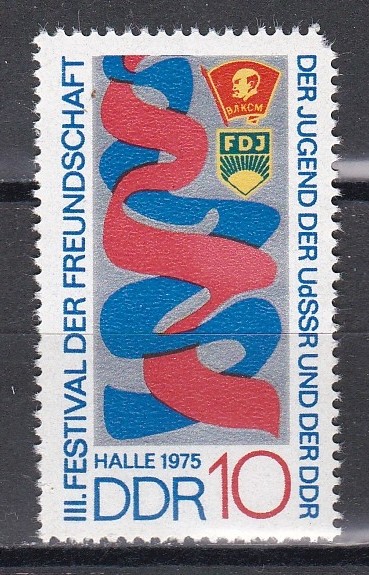 III. FESTIVAL DER FREUNDSCHAFT
DER JUGEND DER UdSSR UND DER DDR
ВЛКСМ
FDJ
HALLE 1975
DDR 10